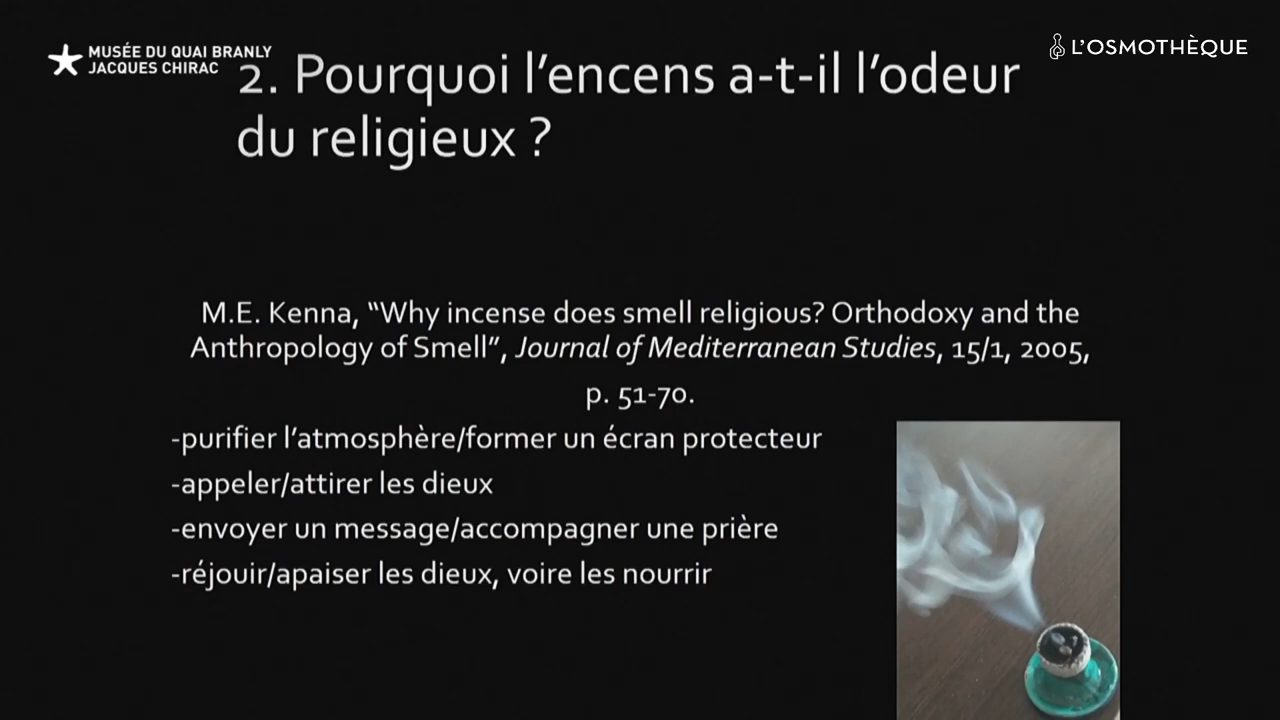 MUSÉE DU QUAI BRANLY
JACQUES CHIRAC
L'OSMOTHÈQUE
2. Pourquoi l'encens a-t-il l'odeur
du religieux ?
M.E. Kenna, “Why incense does smell religious? Orthodoxy and the
Anthropology of Smell”, Journal of Mediterranean Studies, 15/1, 2005,
p. 51-70.
-purifier l'atmosphère/former un écran protecteur
-appeler/attirer les dieux
-envoyer un message/accompagner une prière
-réjouir/apaiser les dieux, voire les nourrir